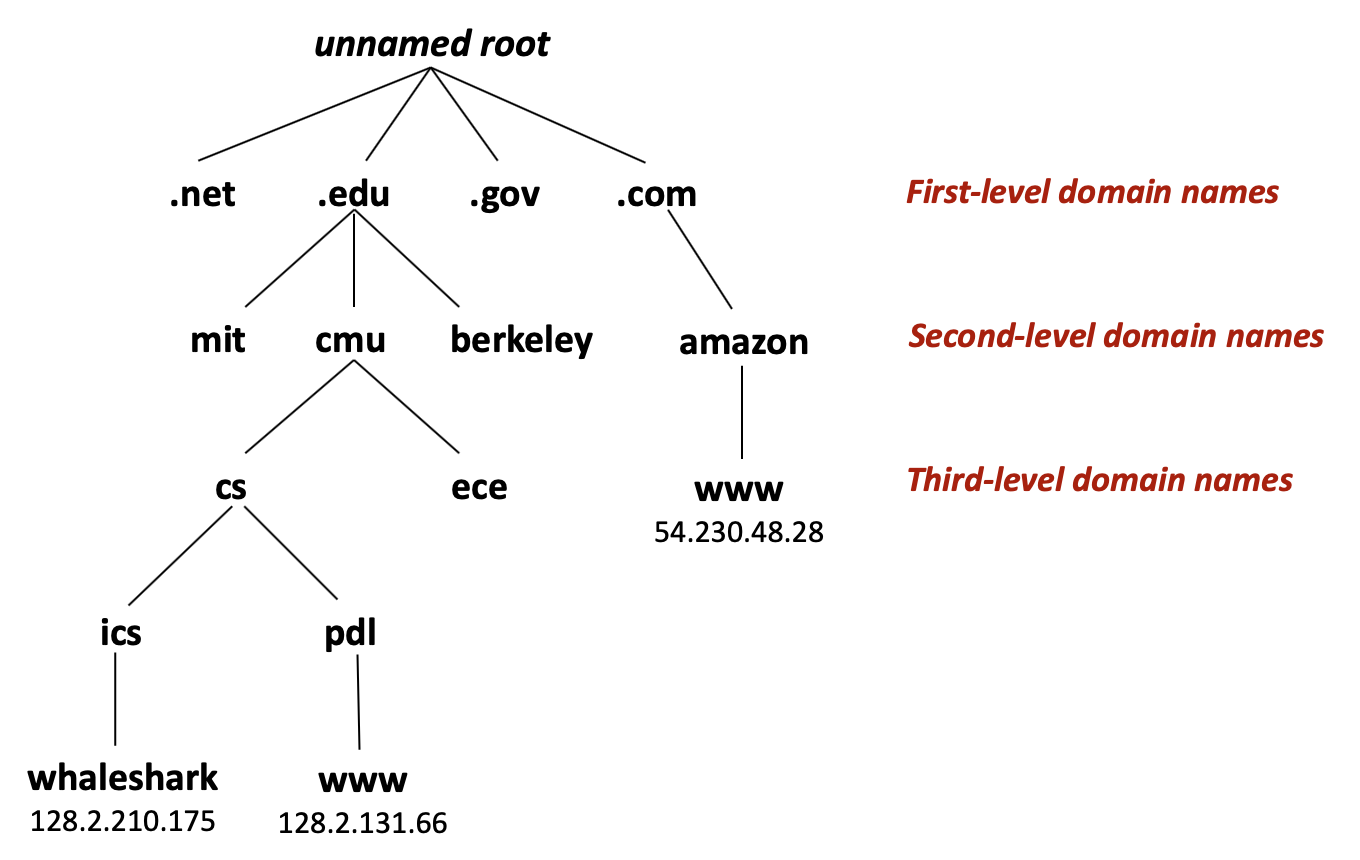 unnamed root
.net .edu .gov .com First-level domain names
mit cmu berkeley amazon Second-level domain names
cs ece www Third-level domain names
54.230.48.28
ics pdl
whaleshark www
128.2.210.175 128.2.131.66